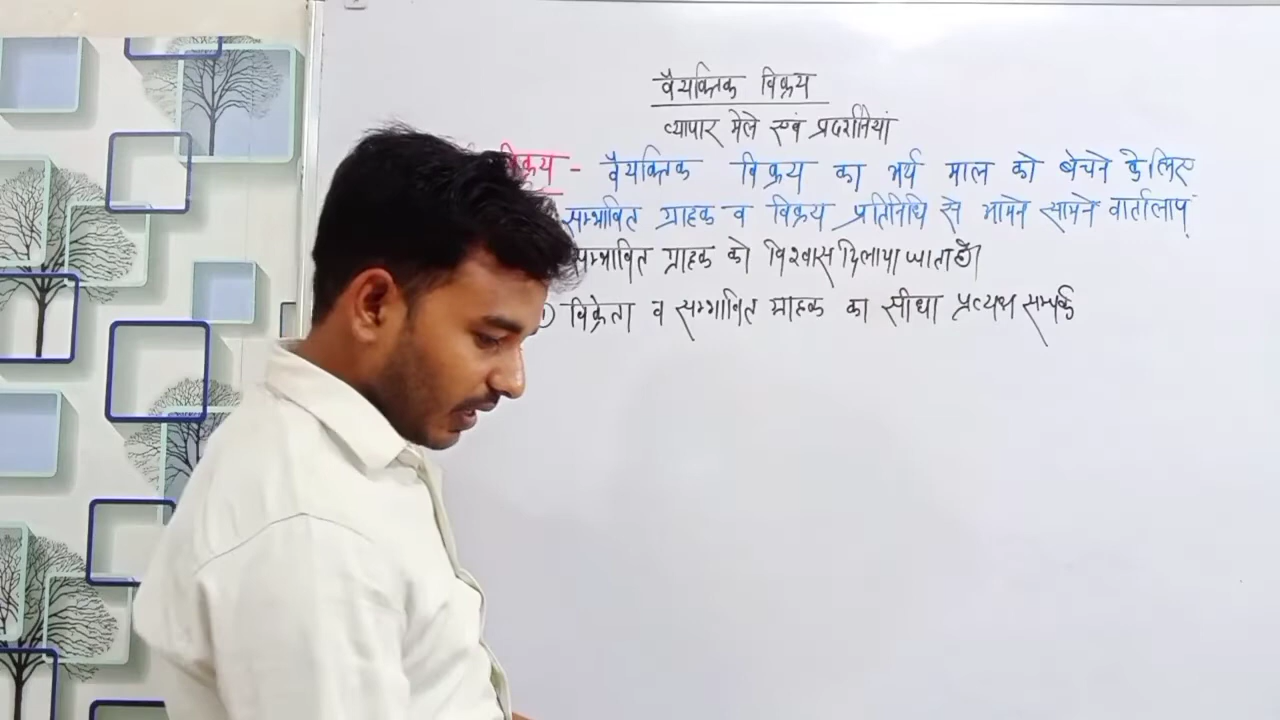 वैयक्तिक विक्रय
व्यापार मेले एवं प्रदर्शनियां
विक्रय - वैयक्तिक विक्रय का अर्थ माल को बेचने के लिए
सम्भावित ग्राहक व विक्रय प्रतिनिधि से आमने सामने वार्तालाप
सम्भावित ग्राहक को विश्वास दिलाया जाता है।
विक्रेता व सम्भावित ग्राहक का सीधा प्रत्यक्ष सम्पर्क